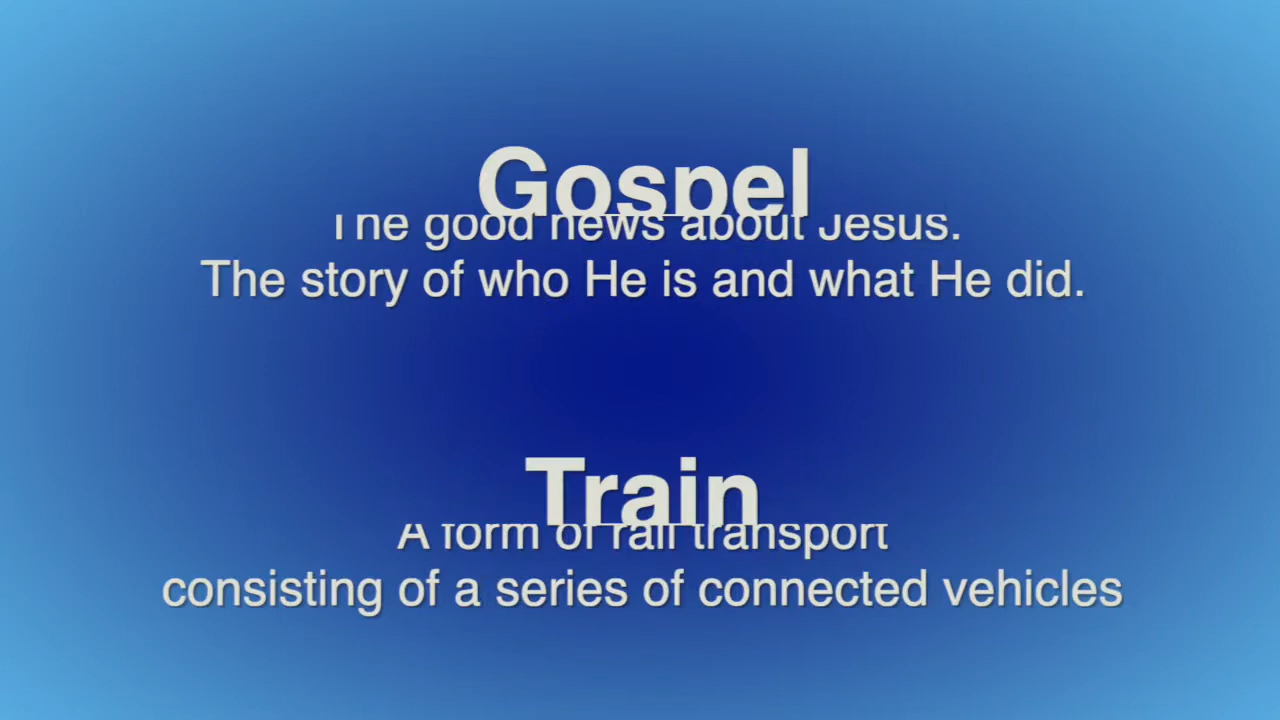 Gospel
The good news about Jesus.
The story of who He is and what He did.
Train
A form of rail transport
consisting of a series of connected vehicles